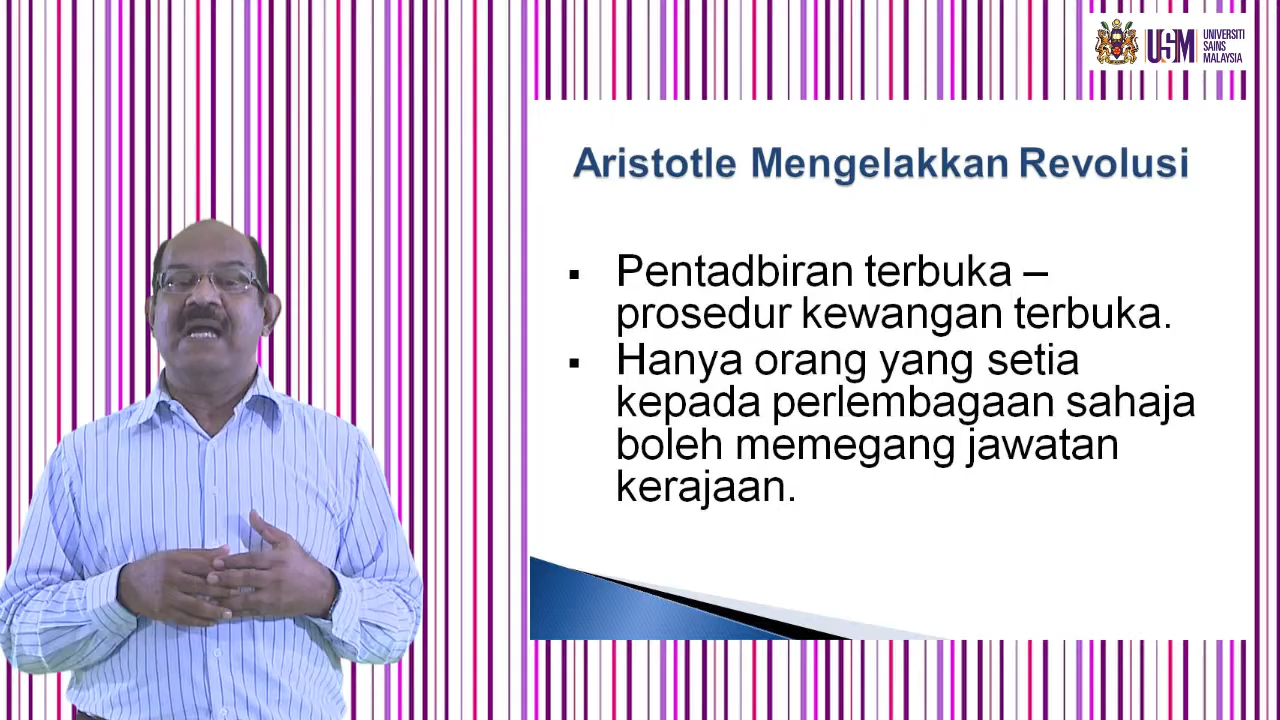 USM
UNIVERSITI
SAINS
MALAYSIA
Aristotle Mengelakkan Revolusi
▪ Pentadbiran terbuka –
prosedur kewangan terbuka.
▪ Hanya orang yang setia
kepada perlembagaan sahaja
boleh memegang jawatan
kerajaan.